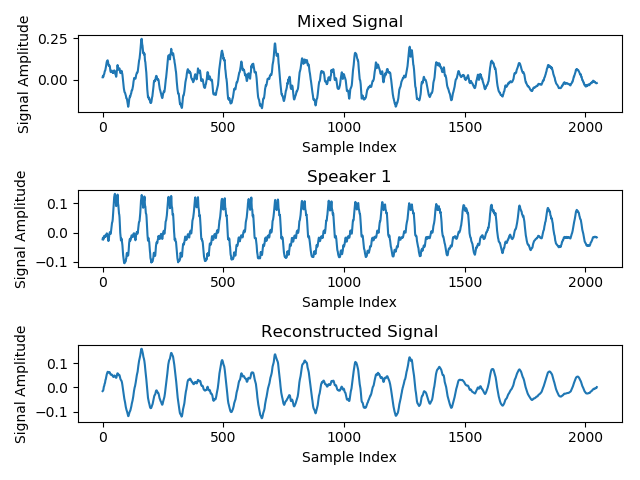 Mixed Signal
Signal Amplitude
0.25
0.00
0 500 1000 1500 2000
Sample Index
Speaker 1
Signal Amplitude
0.1
0.0
−0.1
0 500 1000 1500 2000
Sample Index
Reconstructed Signal
Signal Amplitude
0.1
0.0
−0.1
0 500 1000 1500 2000
Sample Index